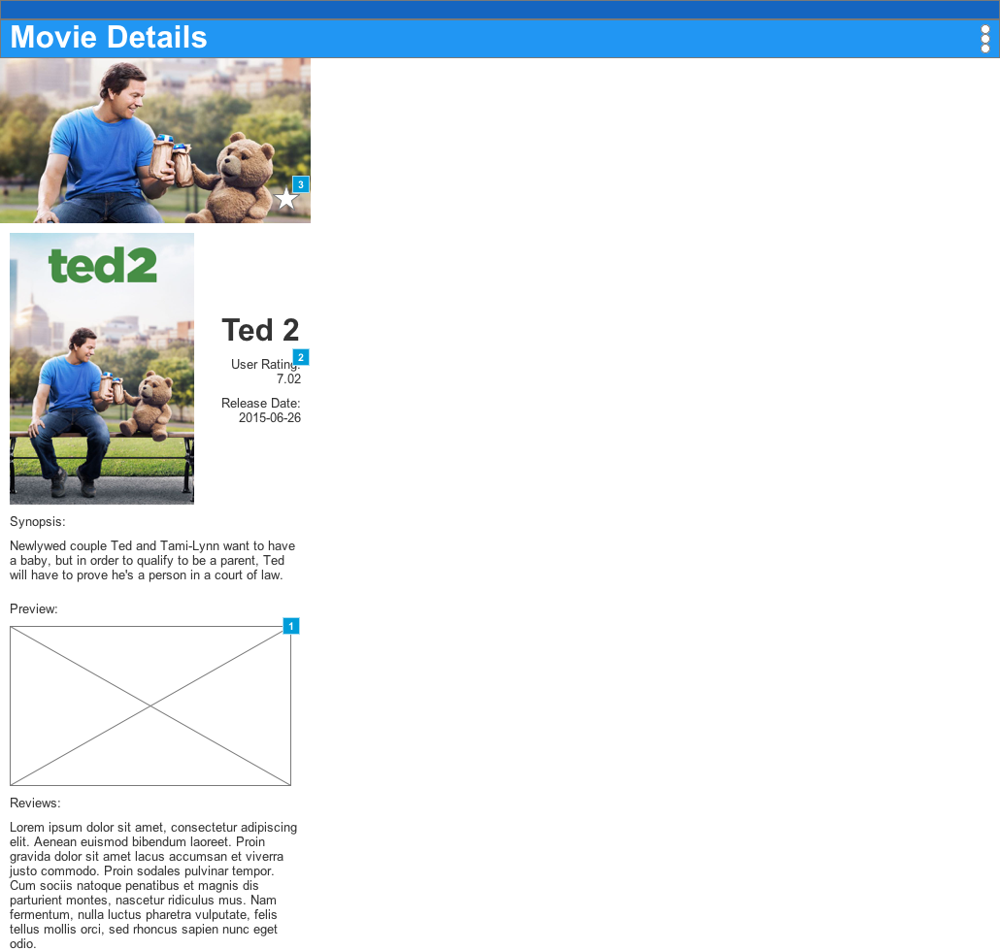 Movie Details
3
ted2
Ted 2
2
User Rating:
7.02
Release Date:
2015-06-26
Synopsis:
Newlywed couple Ted and Tami-Lynn want to have
a baby, but in order to qualify to be a parent, Ted
will have to prove he's a person in a court of law.
Preview:
1
Reviews:
Lorem ipsum dolor sit amet, consectetur adipiscing
elit. Aenean euismod bibendum laoreet. Proin
gravida dolor sit amet lacus accumsan et viverra
justo commodo. Proin sodales pulvinar tempor.
Cum sociis natoque penatibus et magnis dis
parturient montes, nascetur ridiculus mus. Nam
fermentum, nulla luctus pharetra vulputate, felis
tellus mollis orci, sed rhoncus sapien nunc eget
odio.